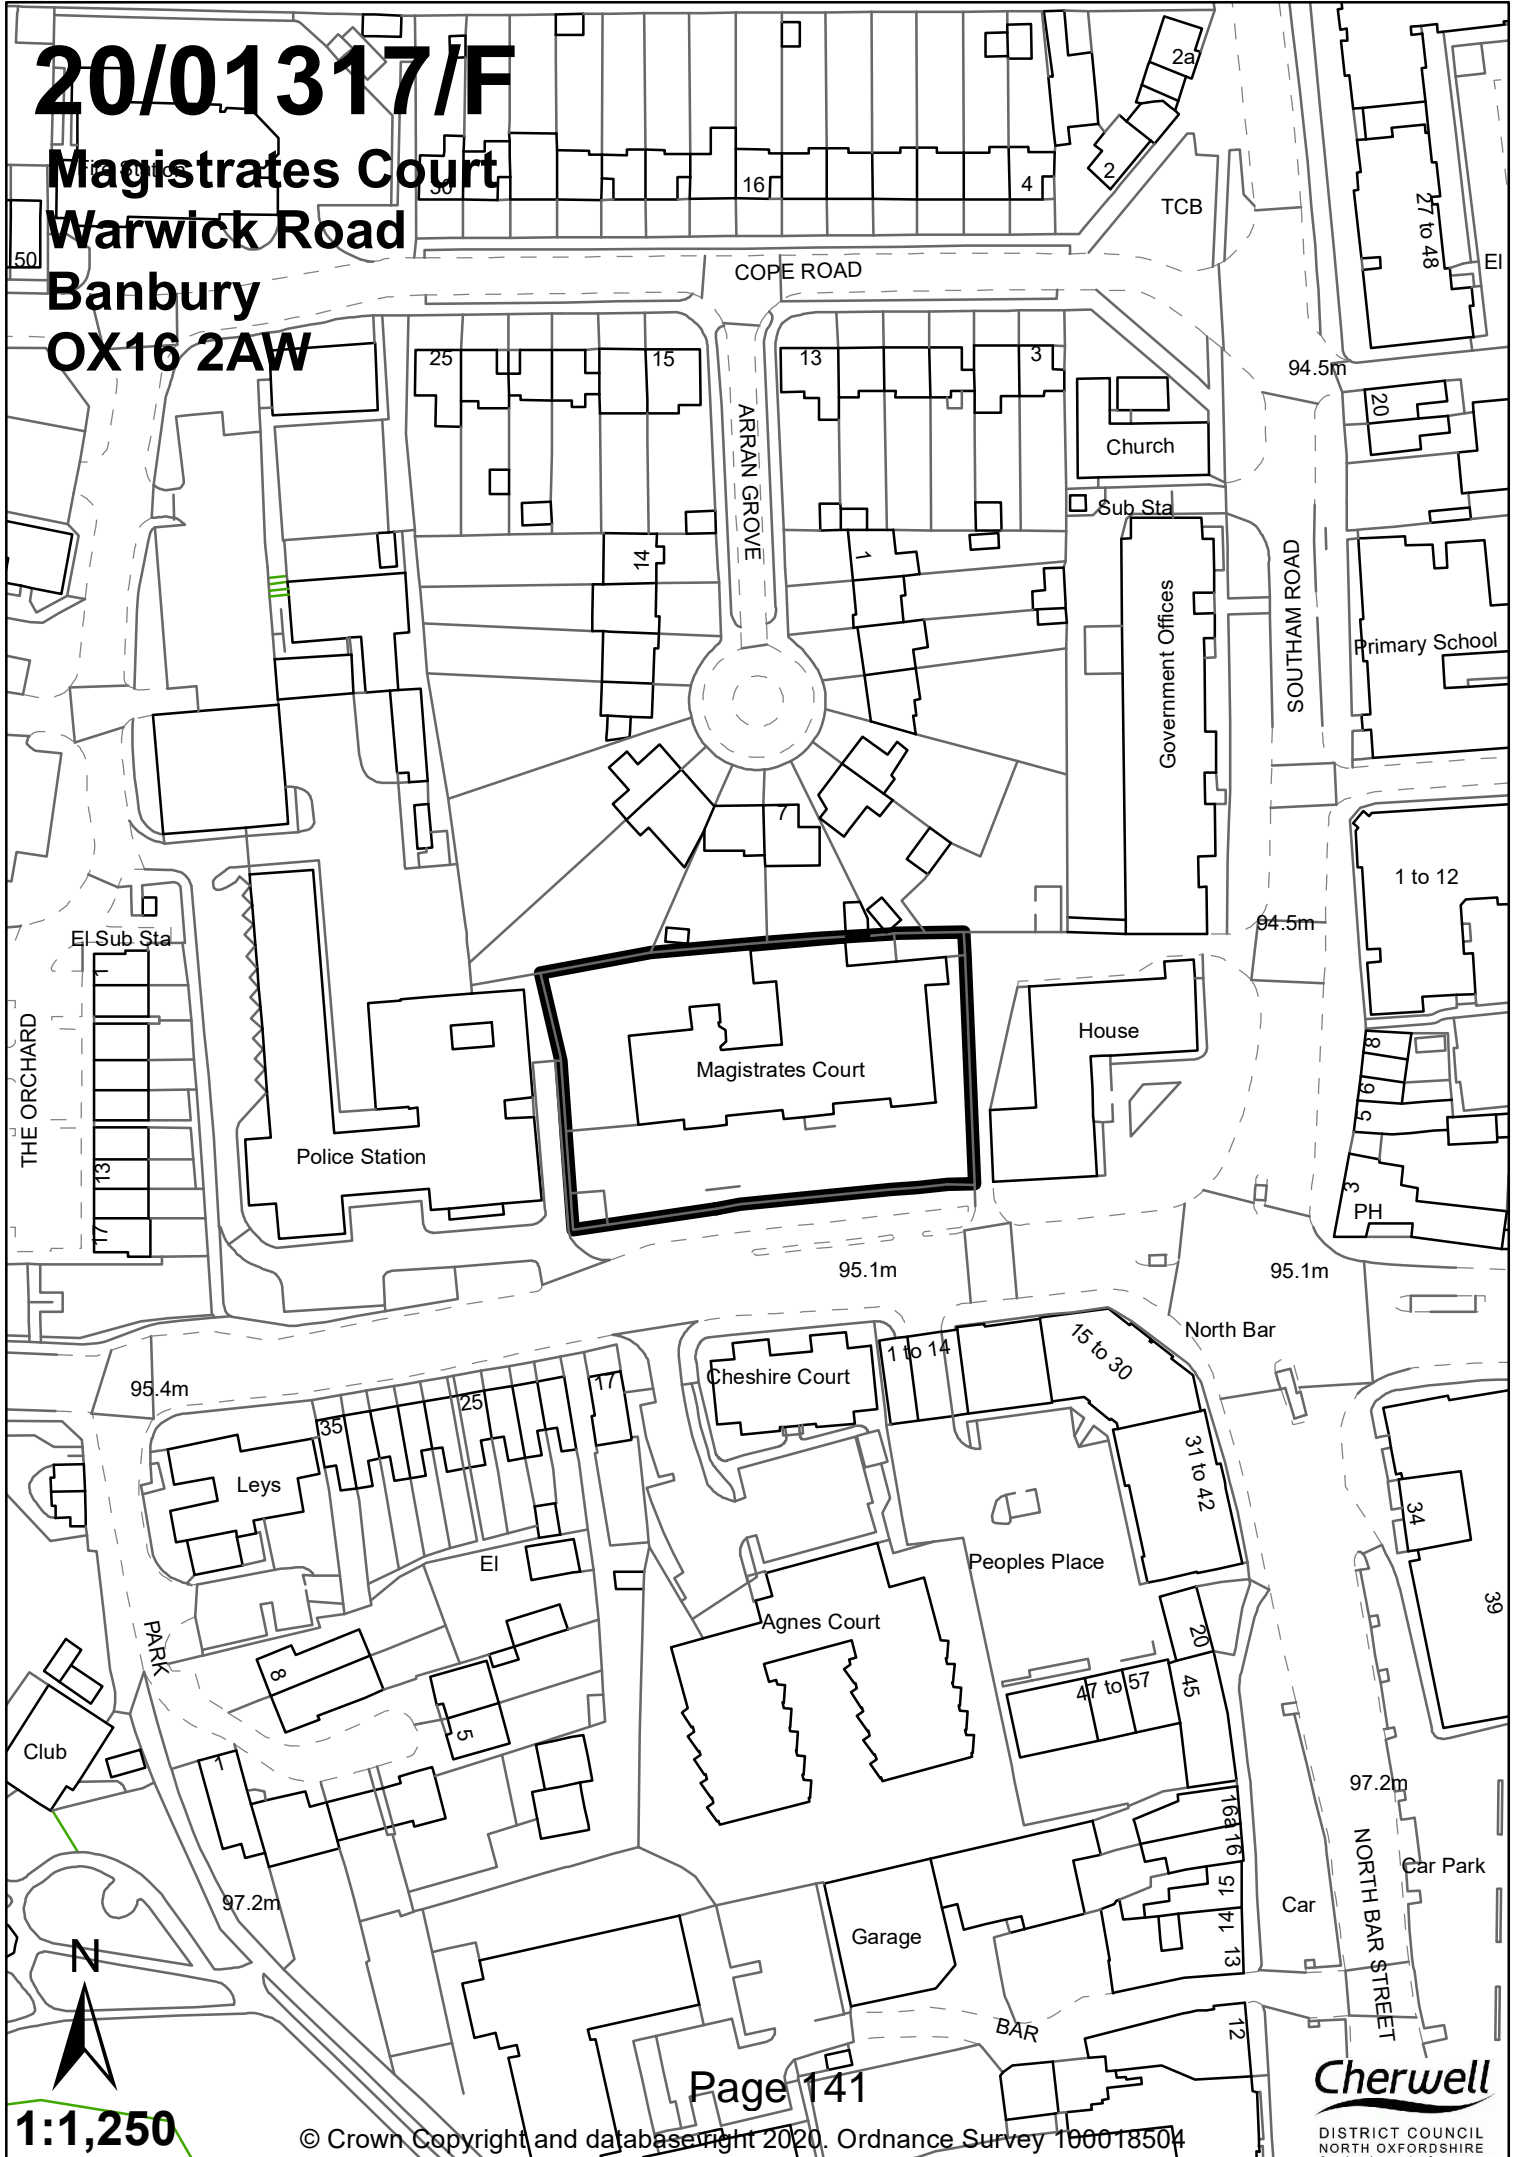 20/01317/F
Magistrates Court
Warwick Road
Banbury
OX16 2AW
Fire Station
50
16
4
2a
2
TCB
27 to 48
El
COPE ROAD
25
15
13
3
94.5m
20
ARRAN GROVE
Church
Sub Sta
14
1
Government Offices
SOUTHAM ROAD
Primary School
7
1 to 12
94.5m
El Sub Sta
1
THE ORCHARD
13
17
Police Station
Magistrates Court
House
8
6
5
3
PH
95.1m
95.1m
North Bar
95.4m
35
25
17
Cheshire Court
1 to 14
15 to 30
31 to 42
Leys
El
34
39
Peoples Place
Agnes Court
PARK
8
5
1
Club
20
47 to 57
45
97.2m
16a
16
15
14
13
Car
Car Park
NORTH BAR STREET
97.2m
Garage
BAR
12
N
1:1,250
Page 141
© Crown Copyright and database right 2020. Ordnance Survey 100018504
Cherwell
DISTRICT COUNCIL
NORTH OXFORDSHIRE